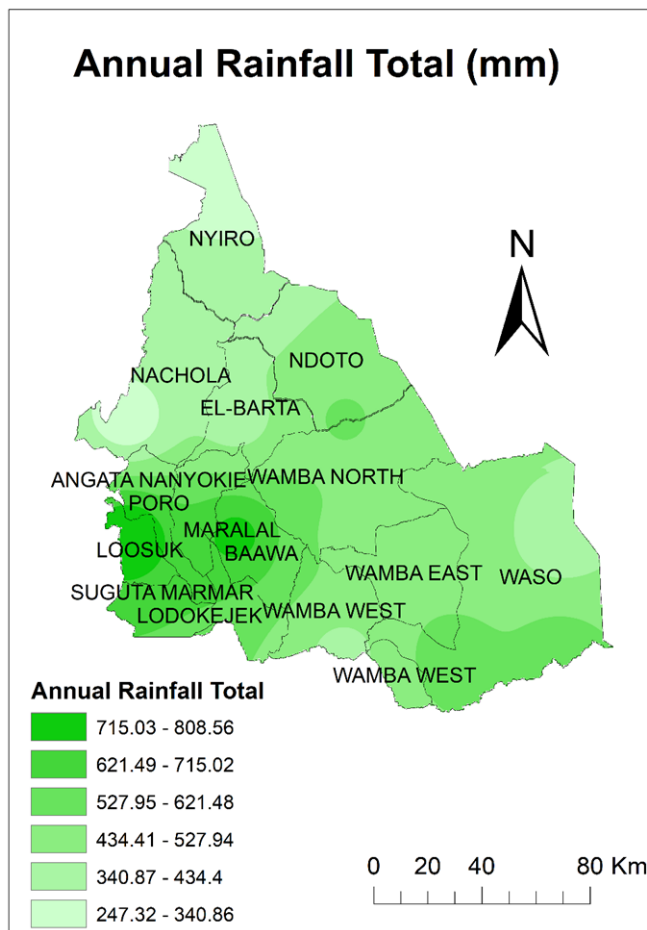 Annual Rainfall Total (mm)
N
NYIRO
NDOTO
NACHOLA
EL-BARTA
ANGATA NANYOKIE
WAMBA NORTH
PORO
MARALAL
LOOSUK
BAAWA
WAMBA EAST
WASO
SUGUTA MARMAR
LODOKEJEK
WAMBA WEST
WAMBA WEST
Annual Rainfall Total
715.03 - 808.56
621.49 - 715.02
527.95 - 621.48
434.41 - 527.94
340.87 - 434.4
247.32 - 340.86
0 20 40 80 Km